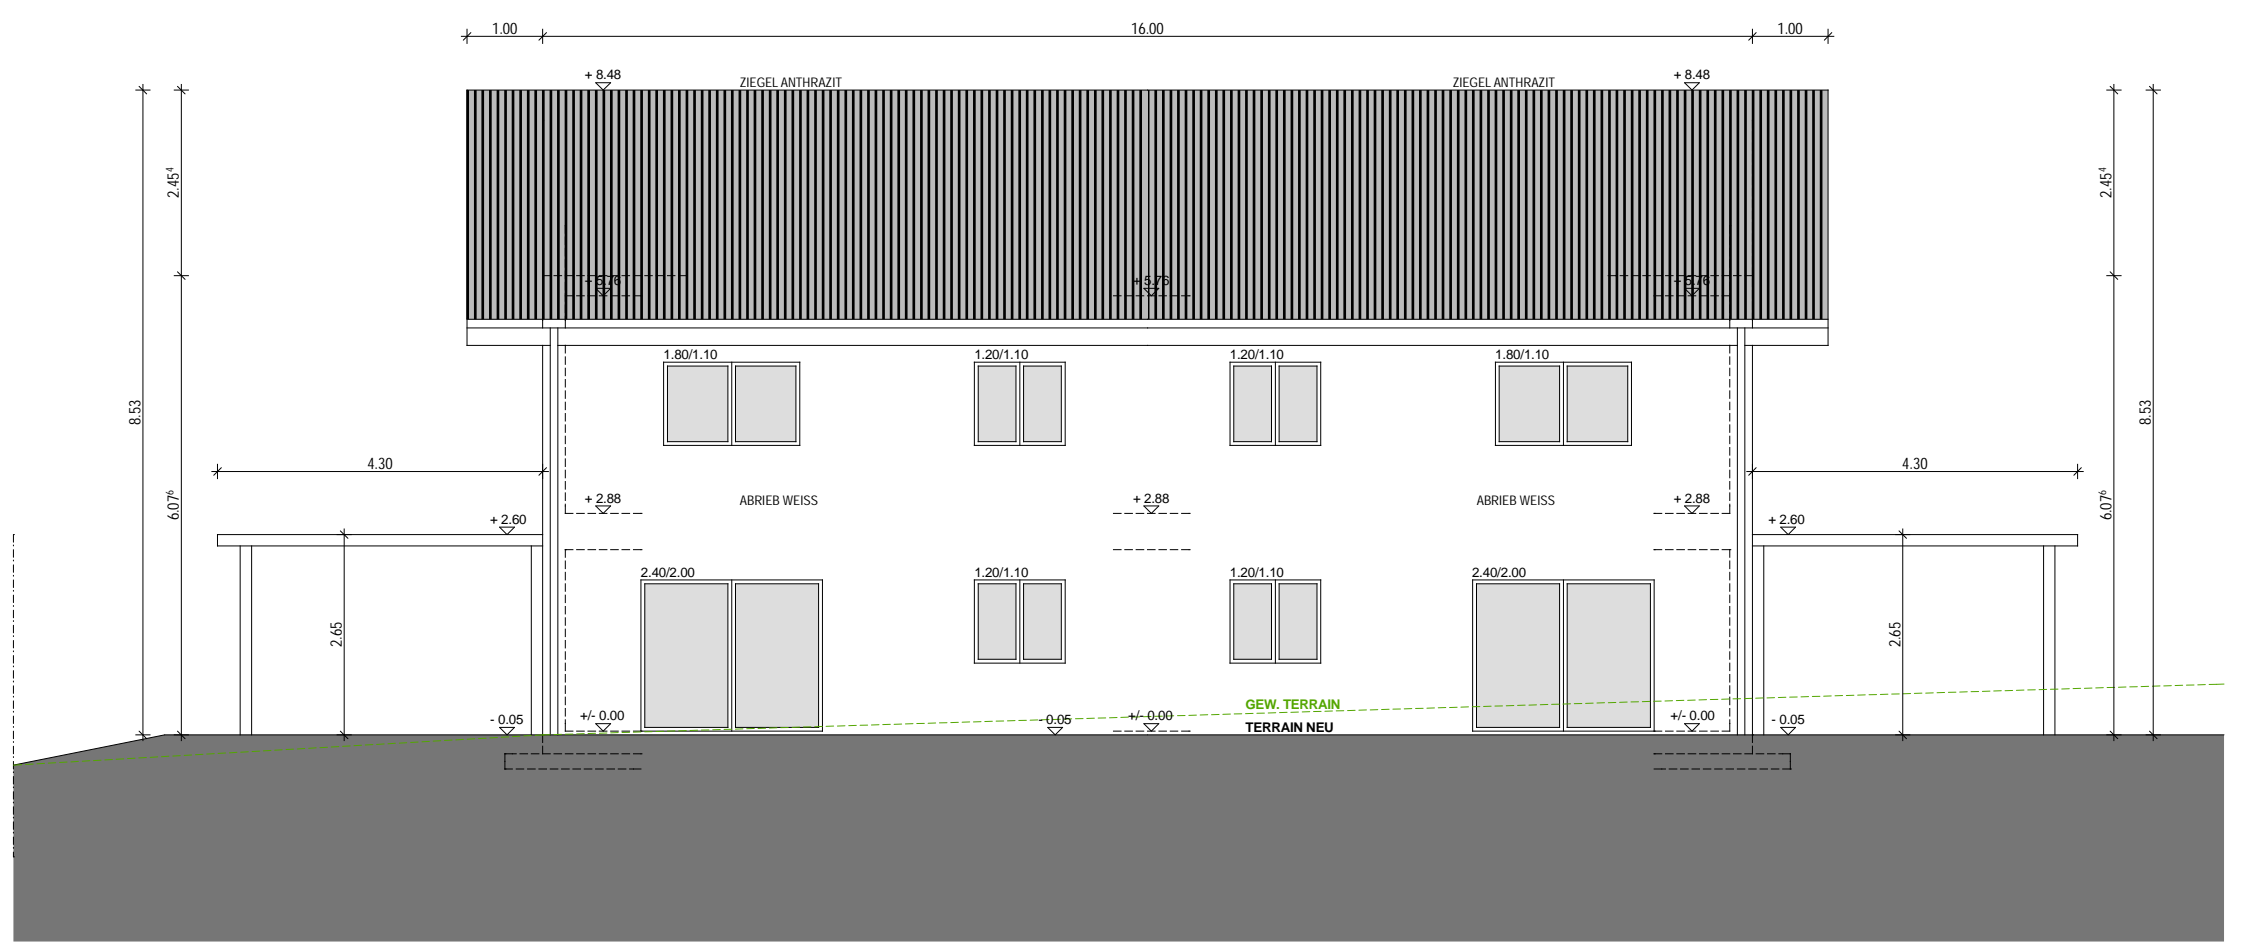 1.00 16.00 1.00
+ 8.48 ZIEGEL ANTHRAZIT ZIEGEL ANTHRAZIT + 8.48
2.45⁴ 2.45⁴
+ 5.76 + 5.76 + 5.76
1.80/1.10 1.20/1.10 1.20/1.10 1.80/1.10
8.53 8.53
4.30 4.30
6.07⁶ + 2.88 ABRIEB WEISS + 2.88 ABRIEB WEISS + 2.88 6.07⁶
+ 2.60 + 2.60
2.40/2.00 1.20/1.10 1.20/1.10 2.40/2.00
2.65 2.65
GEW. TERRAIN
- 0.05 +/- 0.00 - 0.05 +/- 0.00 +/- 0.00 - 0.05
TERRAIN NEU